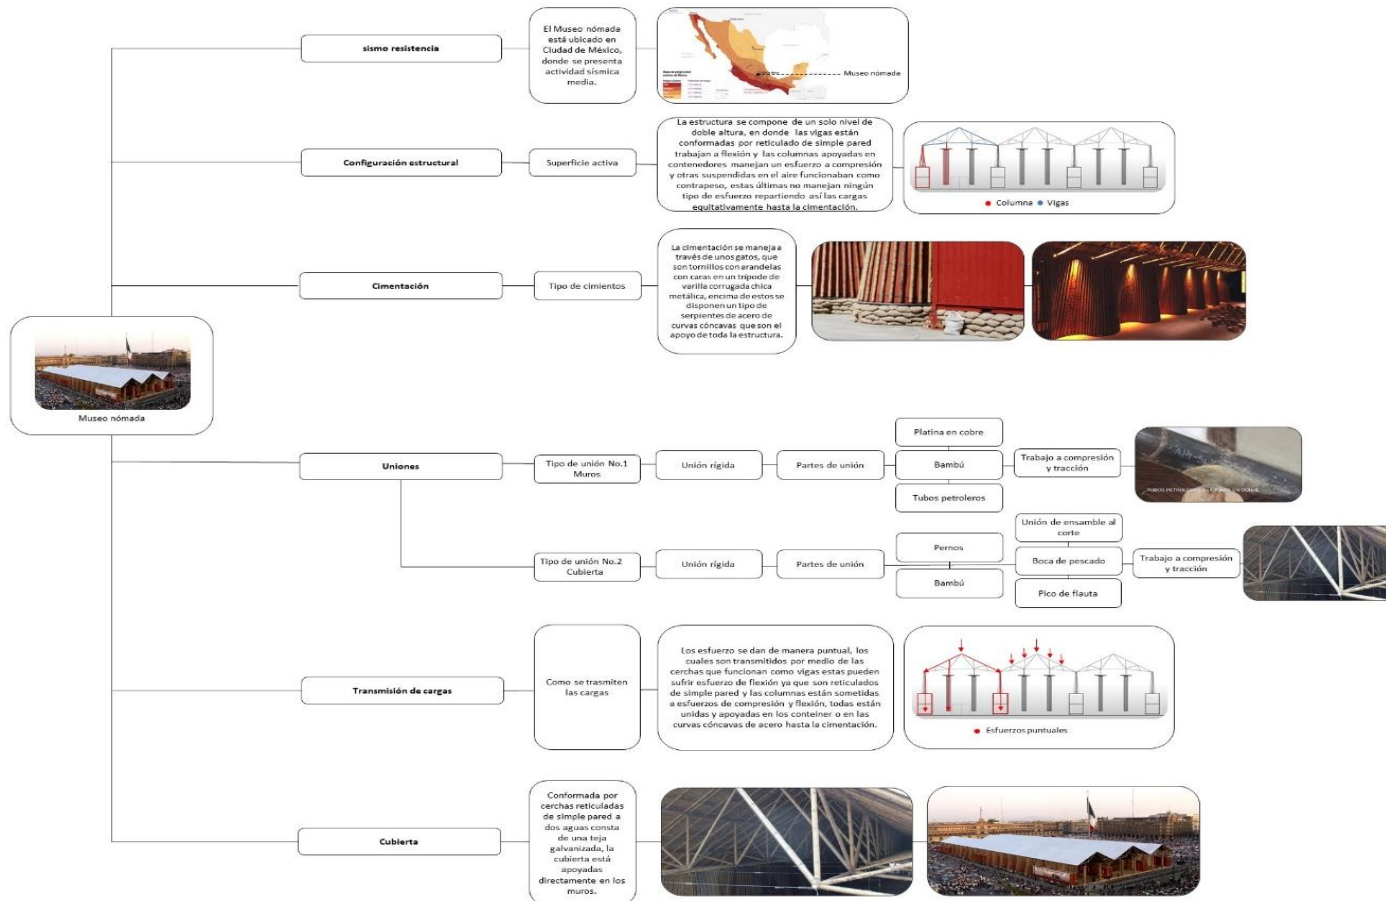 sismo resistencia
El Museo nómada
está ubicado en
Ciudad de México,
donde se presenta
actividad sísmica
media.
Museo nómada
Configuración estructural
Superficie activa
La estructura se compone de un solo nivel de
doble altura, en donde las vigas están
conformadas por reticulado de simple pared
trabajan a flexión y las columnas apoyadas en
contenedores manejan un esfuerzo a compresión
y otras suspendidas en el aire funcionaban como
contrapeso, estas últimas no manejan ningún
tipo de esfuerzo repartiendo así las cargas
equitativamente hasta la cimentación.
Columna Vigas
Cimentación
Tipo de cimientos
La cimentación se maneja a
través de unos gatos, que
son tornillos con arandelas
con caras en un trípode de
varilla corrugada chica
metálica, encima de estos se
disponen un tipo de
serpientes de acero de
curvas cóncavas que son el
apoyo de toda la estructura.
Museo nómada
Uniones
Tipo de unión No.1
Muros
Unión rígida
Partes de unión
Platina en cobre
Bambú
Tubos petroleros
Trabajo a compresión
y tracción
Tipo de unión No.2
Cubierta
Unión rígida
Partes de unión
Pernos
Bambú
Unión de ensamble al
corte
Boca de pescado
Pico de flauta
Trabajo a compresión
y tracción
Transmisión de cargas
Como se trasmiten
las cargas
Los esfuerzo se dan de manera puntual, los
cuales son transmitidos por medio de las
cerchas que funcionan como vigas estas pueden
sufrir esfuerzo de flexión ya que son reticulados
de simple pared y las columnas están sometidas
a esfuerzos de compresión y flexión, todas están
unidas y apoyadas en los conteiner o en las
curvas cóncavas de acero hasta la cimentación.
Esfuerzos puntuales
Cubierta
Conformada por
cerchas reticuladas
de simple pared a
dos aguas consta
de una teja
galvanizada, la
cubierta está
apoyadas
directamente en los
muros.